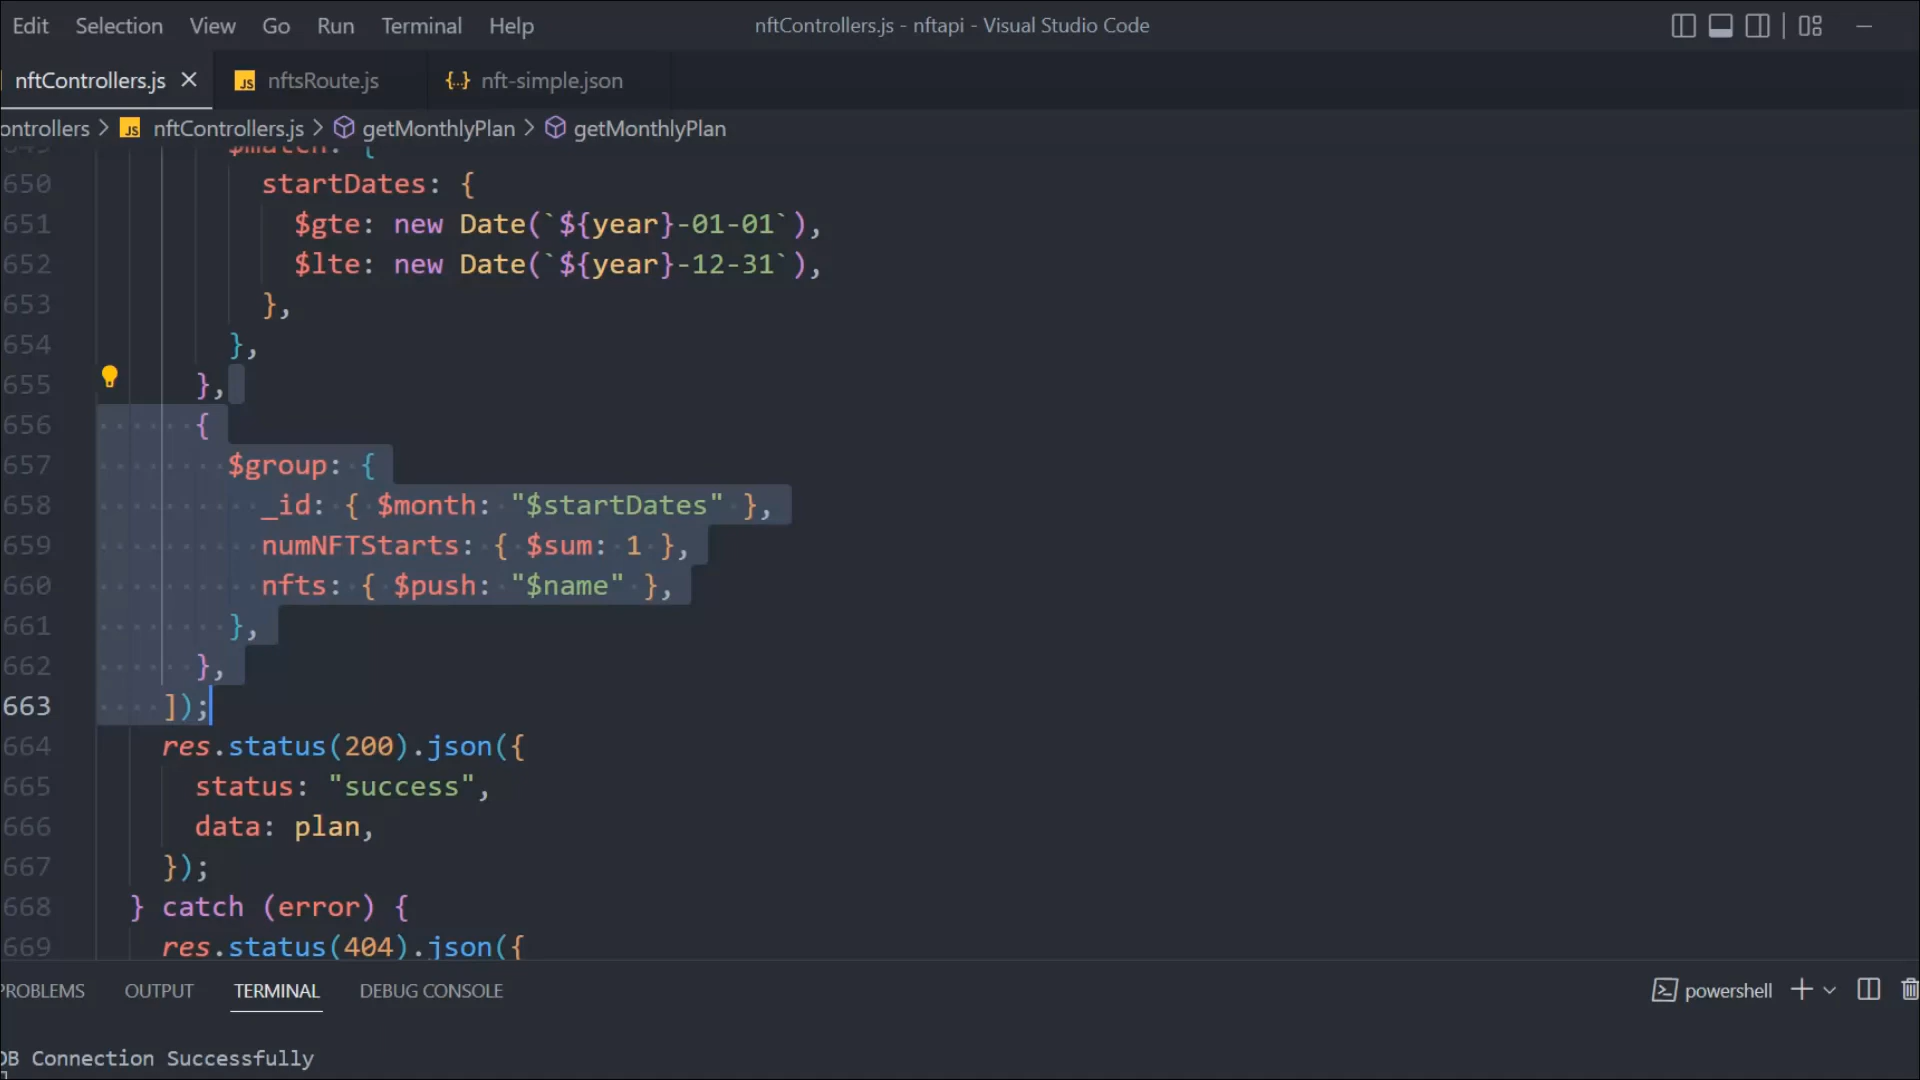 Edit Selection View Go Run Terminal Help nftControllers.js - nftapi - Visual Studio Code
nftControllers.js nftsRoute.js nft-simple.json
ontrollers > nftControllers.js > getMonthlyPlan > getMonthlyPlan
649 $match: {
650 startDates: {
651 $gte: new Date(`${year}-01-01`),
652 $lte: new Date(`${year}-12-31`),
653 },
654 },
655 },
656 {
657 $group: {
658 _id: { $month: "$startDates" },
659 numNFTStarts: { $sum: 1 },
660 nfts: { $push: "$name" },
661 },
662 },
663 ]);
664 res.status(200).json({
665 status: "success",
666 data: plan,
667 });
668 } catch (error) {
669 res.status(404).json({
PROBLEMS OUTPUT TERMINAL DEBUG CONSOLE powershell
DB Connection Successfully